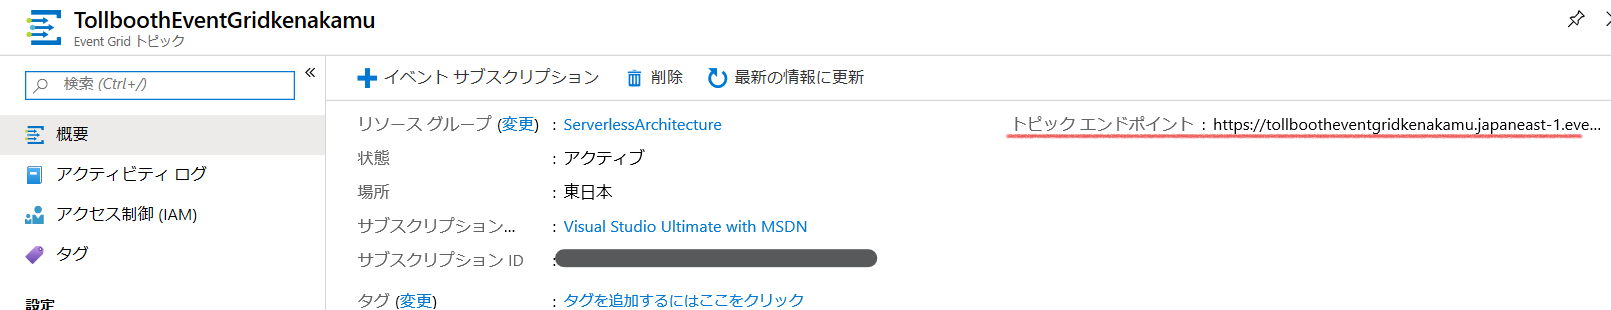 TollboothEventGridkenakamu
Event Grid トピック
検索 (Ctrl+/)
概要
アクティビティ ログ
アクセス制御 (IAM)
タグ
設定
イベント サブスクリプション 削除 最新の情報に更新
リソース グループ (変更) : ServerlessArchitecture
状態 : アクティブ
場所 : 東日本
サブスクリプション... : Visual Studio Ultimate with MSDN
サブスクリプション ID :
タグ (変更) : タグを追加するにはここをクリック
トピック エンドポイント : https://tollbootheventgridkenakamu.japaneast-1.eve...